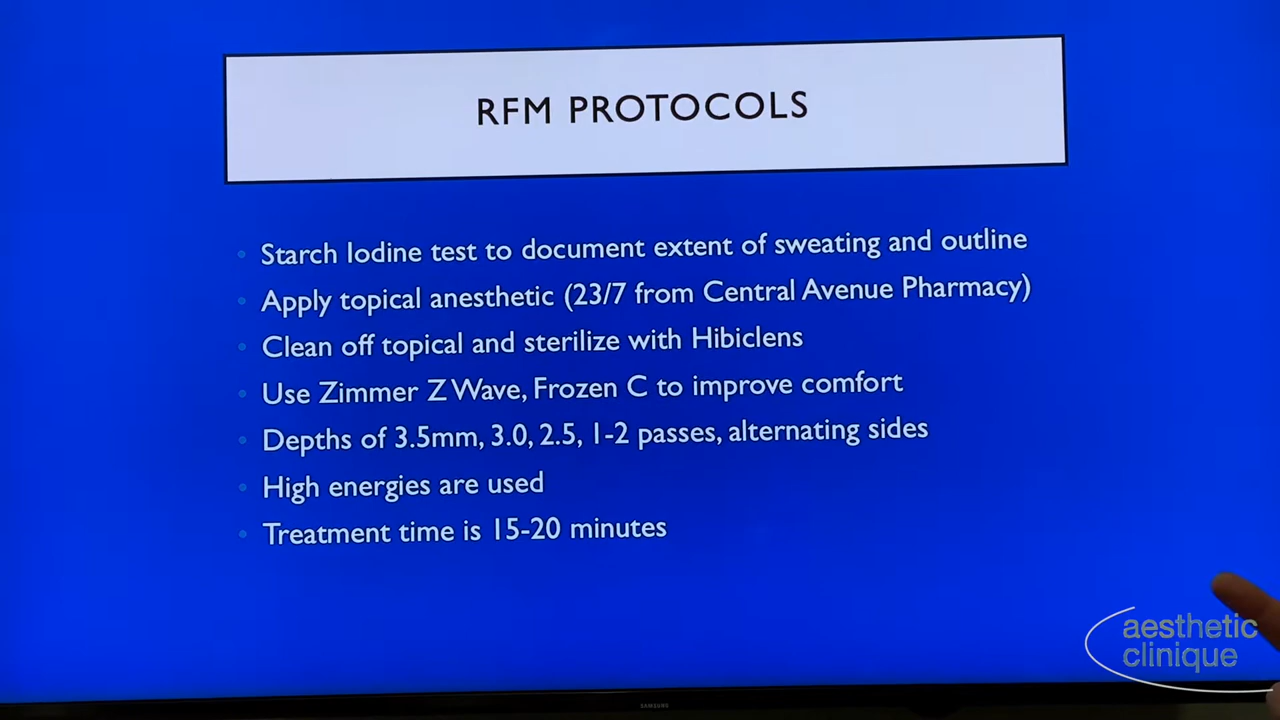 RFM PROTOCOLS
Starch Iodine test to document extent of sweating and outline
Apply topical anesthetic (23/7 from Central Avenue Pharmacy)
Clean off topical and sterilize with Hibiclens
Use Zimmer Z Wave, Frozen C to improve comfort
Depths of 3.5mm, 3.0, 2.5, 1-2 passes, alternating sides
High energies are used
Treatment time is 15-20 minutes
aesthetic
clinique
SAMSUNG